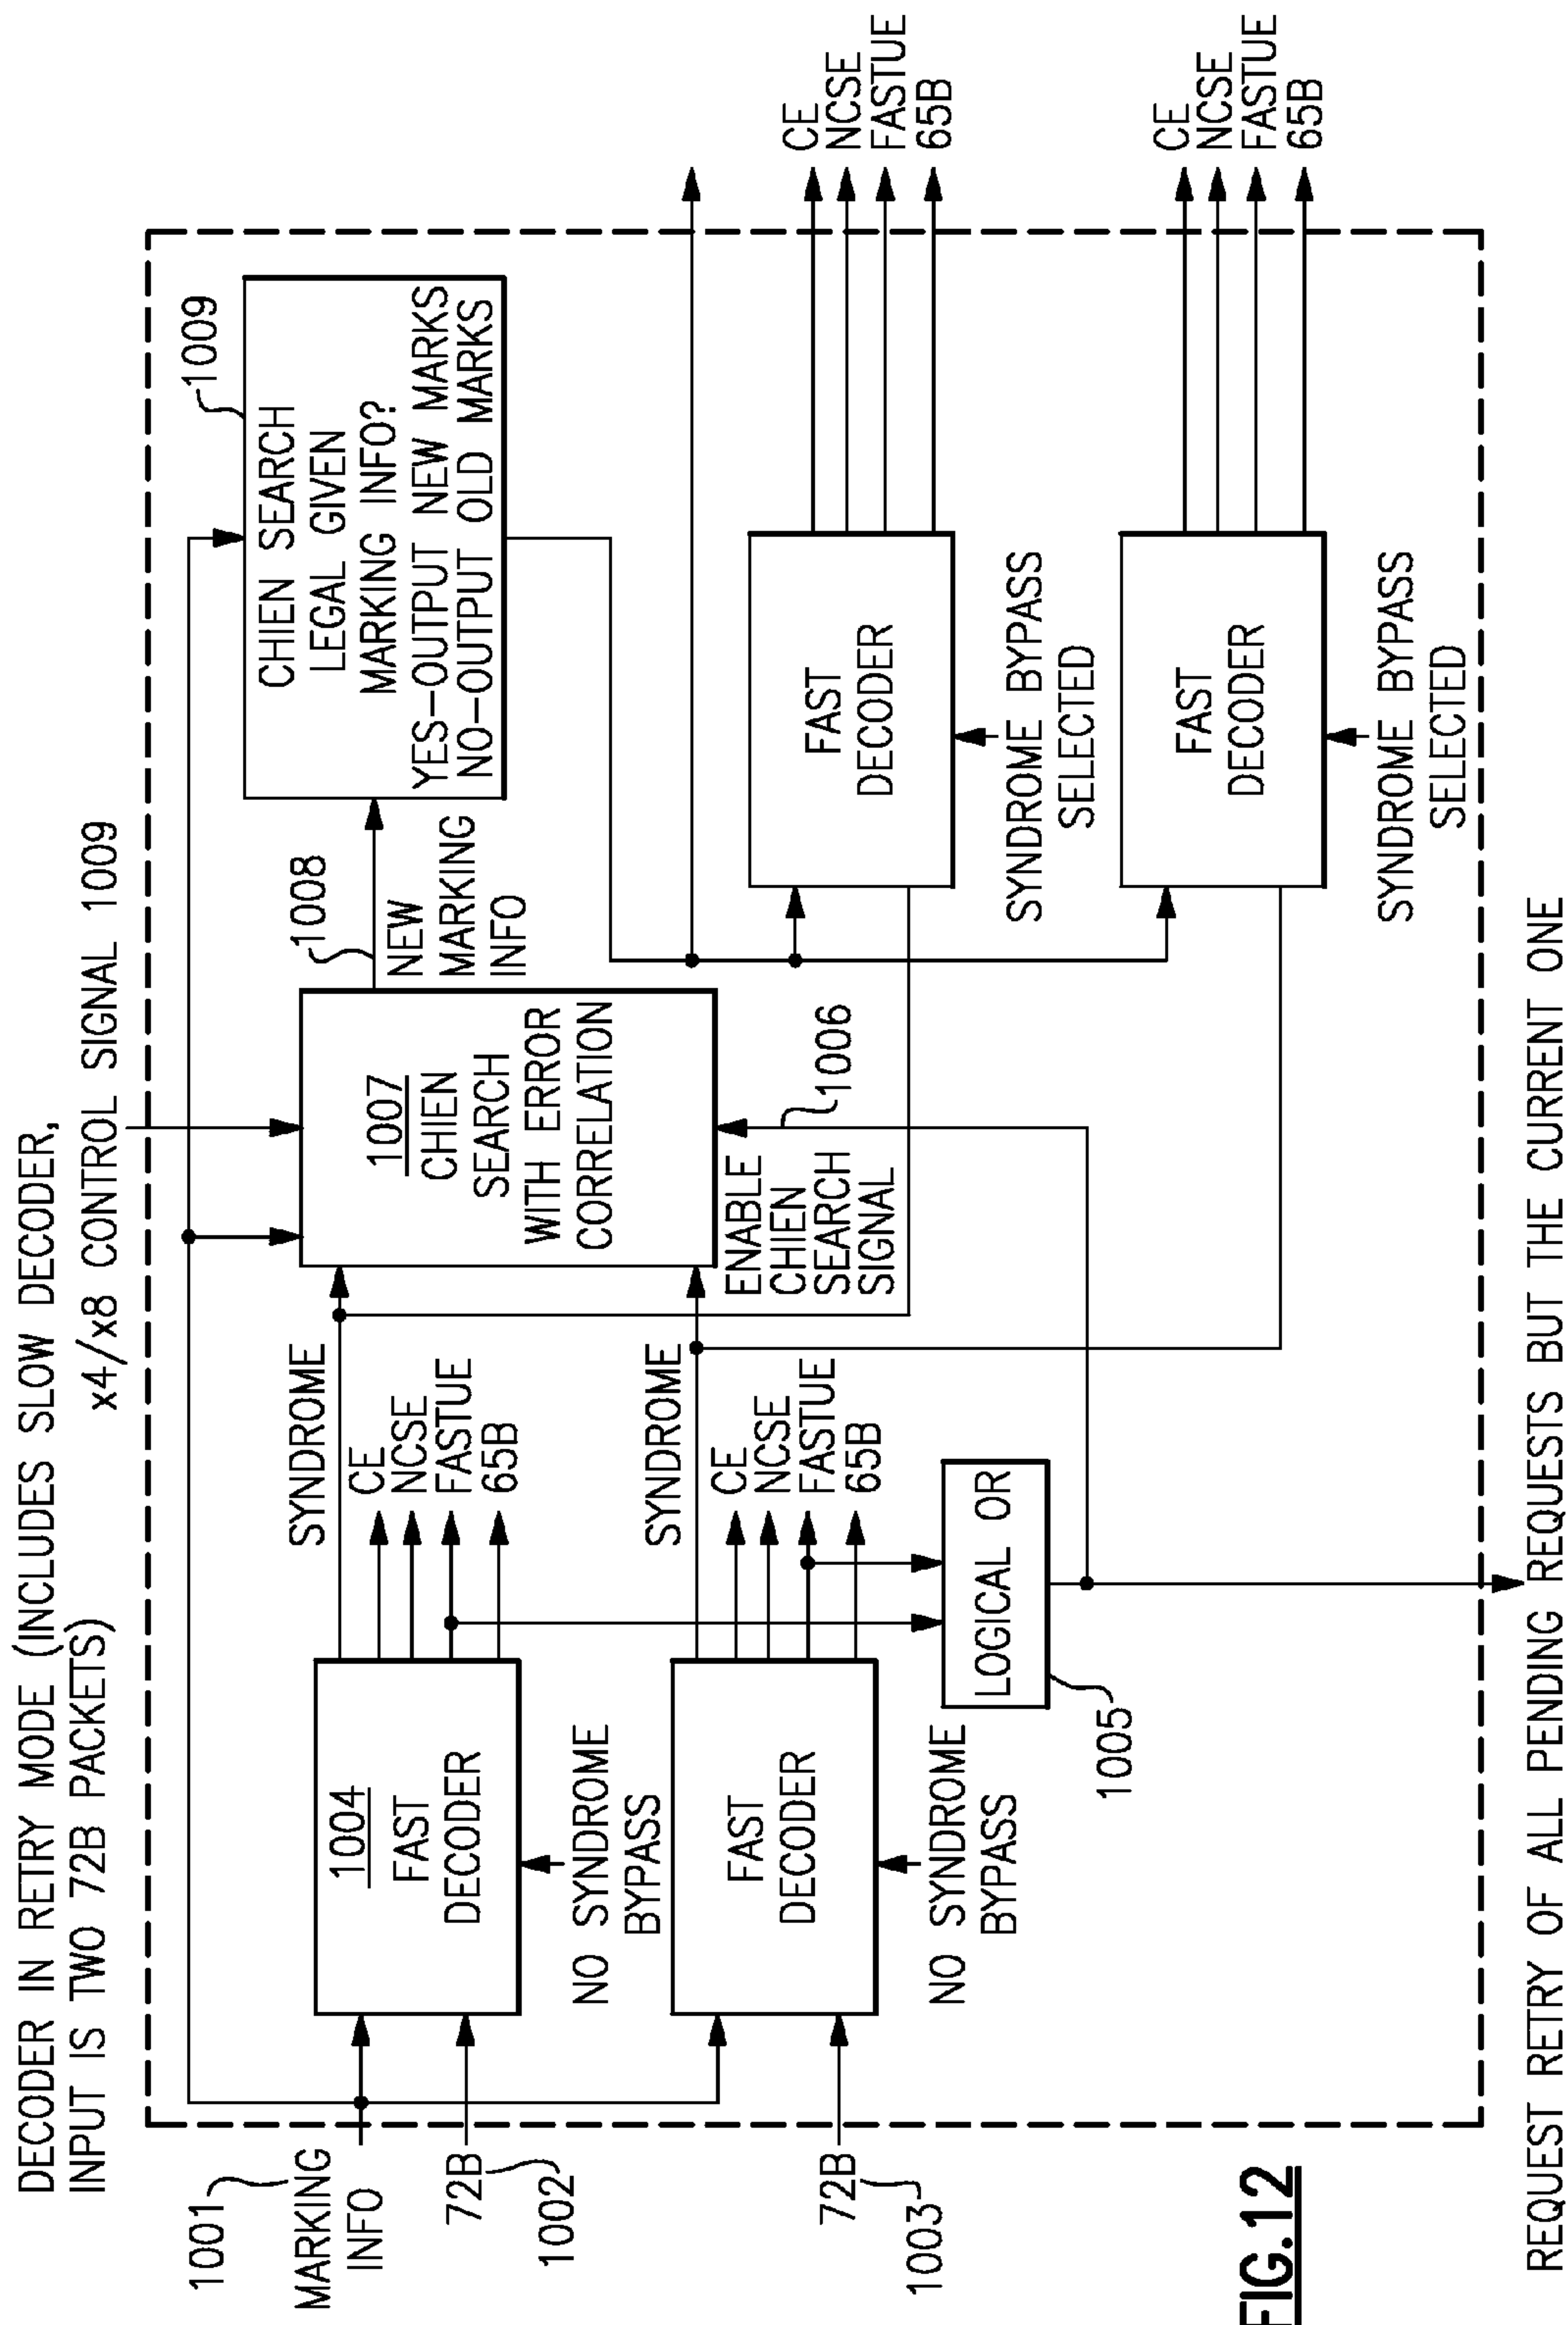 DECODER IN RETRY MODE (INCLUDES SLOW DECODER,
INPUT IS TWO 72B PACKETS)
x4/x8 CONTROL SIGNAL 1009
1001
MARKING
INFO
72B
1002
72B
1003
1004
FAST
DECODER
NO SYNDROME
BYPASS
SYNDROME
CE
NCSE
FASTUE
65B
FAST
DECODER
NO SYNDROME
BYPASS
SYNDROME
CE
NCSE
FASTUE
65B
LOGICAL OR
1005
1007
CHIEN
SEARCH
WITH ERROR
CORRELATION
ENABLE
CHIEN
SEARCH
SIGNAL
1006
1008
NEW
MARKING
INFO
1009
CHIEN SEARCH
LEGAL GIVEN
MARKING INFO?
YES-OUTPUT NEW MARKS
NO-OUTPUT OLD MARKS
FAST
DECODER
SYNDROME BYPASS
SELECTED
CE
NCSE
FASTUE
65B
FAST
DECODER
SYNDROME BYPASS
SELECTED
CE
NCSE
FASTUE
65B
REQUEST RETRY OF ALL PENDING REQUESTS BUT THE CURRENT ONE
FIG.12